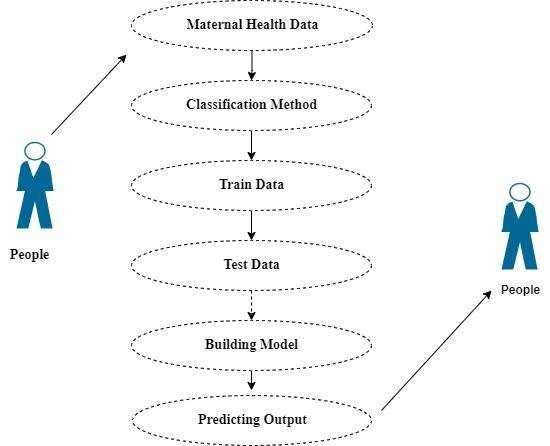 Maternal Health Data
Classification Method
Train Data
People
Test Data
People
Building Model
Predicting Output